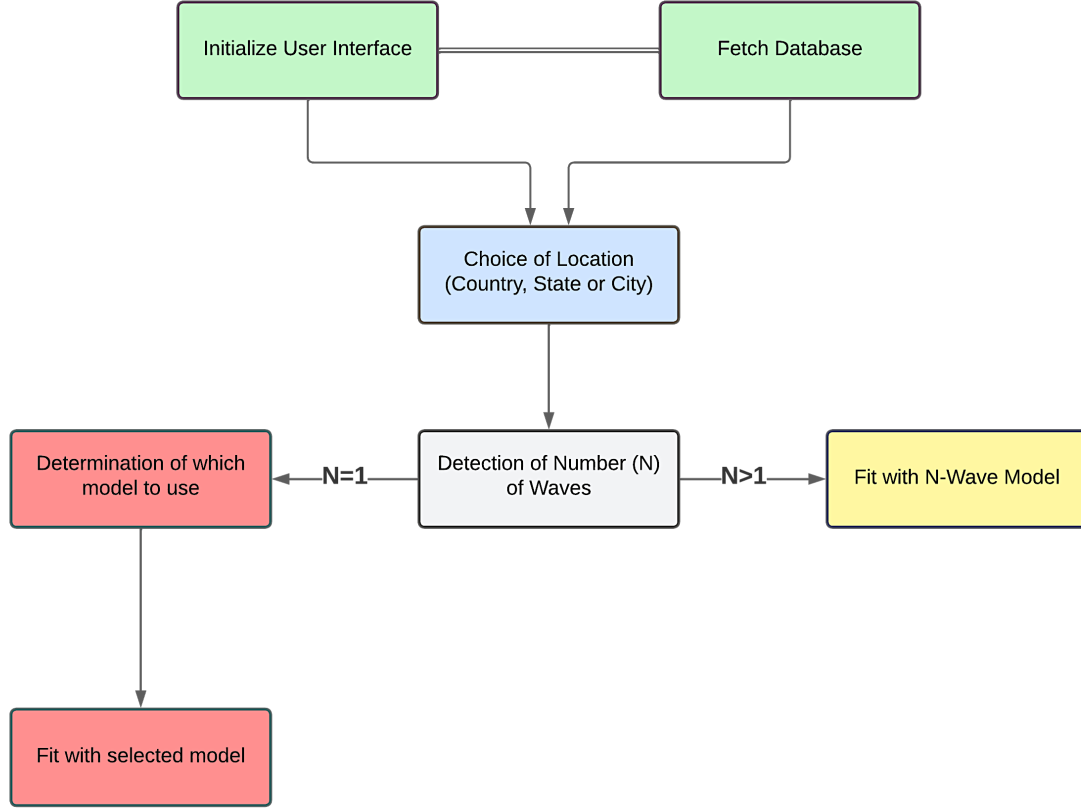 Initialize User Interface
Fetch Database
Choice of Location
(Country, State or City)
Determination of which
model to use
N=1
Detection of Number (N)
of Waves
N>1
Fit with N-Wave Model
Fit with selected model